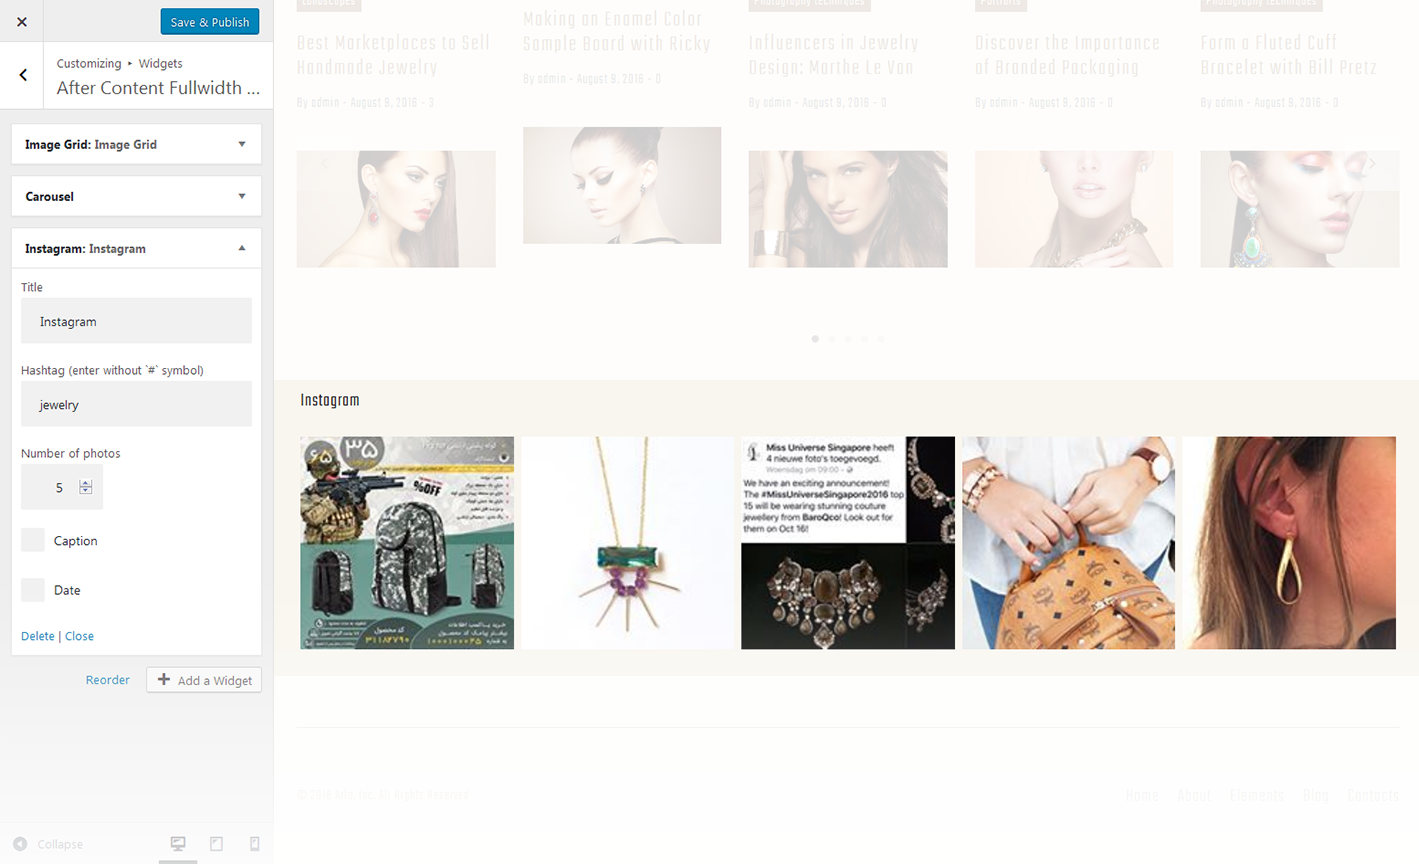 Save & Publish
Customizing ▸ Widgets
After Content Fullwidth ...
Image Grid: Image Grid
Carousel
Instagram: Instagram
Title
Instagram
Hashtag (enter without `#` symbol)
jewelry
Number of photos
5
Caption
Date
Delete | Close
Reorder
Add a Widget
Collapse
Landscapes
Best Marketplaces to Sell
Handmade Jewelry
By admin - August 9, 2016 - 3
Making an Enamel Color
Sample Board with Ricky
By admin - August 9, 2016 - 0
Photography techniques
Influencers in Jewelry
Design: Marthe Le Van
By admin - August 9, 2016 - 0
Portraits
Discover the Importance
of Branded Packaging
By admin - August 9, 2016 - 0
Photography techniques
Form a Fluted Cuff
Bracelet with Bill Pretz
By admin - August 9, 2016 - 0
Instagram
۶۵
۳۵
%OFF
کد محصول
۳۱۱۸۲۷۹۰
۱۰۰۰۱۰۰۰۳۵
Miss Universe Singapore heeft
4 nieuwe foto's toegevoegd.
Woensdag om 09:00
We have an exciting announcement!
The #MissUniverseSingapore2016 top
15 will be wearing stunning couture
jewellery from BaroQco! Look out for
them on Oct 16!
MCM
Inc. All Rights Reserved
Home
About
Elements
Blog
Contacts